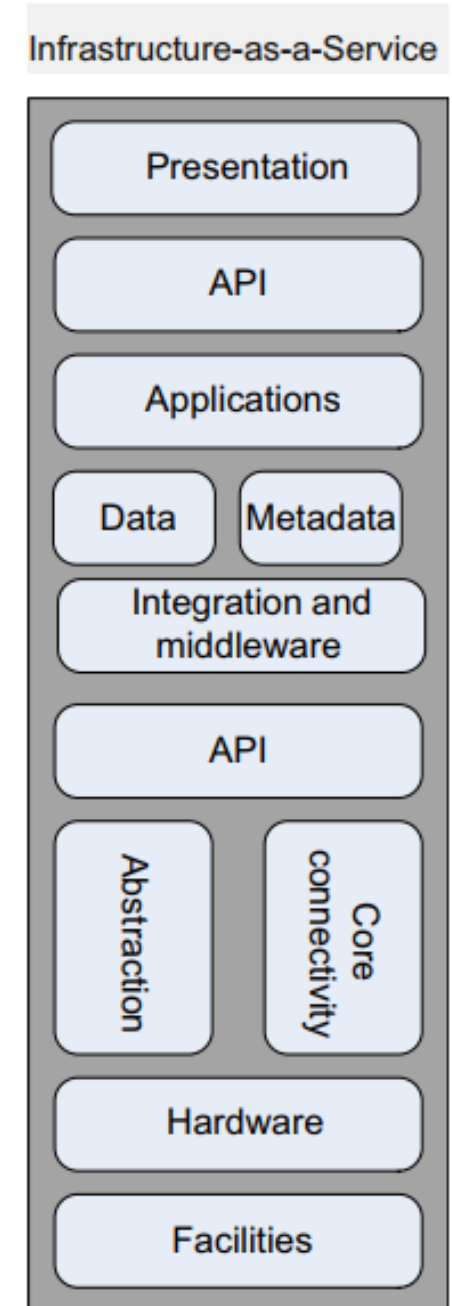 Infrastructure-as-a-Service
Presentation
API
Applications
Data
Metadata
Integration and
middleware
API
Abstraction
Core
connectivity
Hardware
Facilities